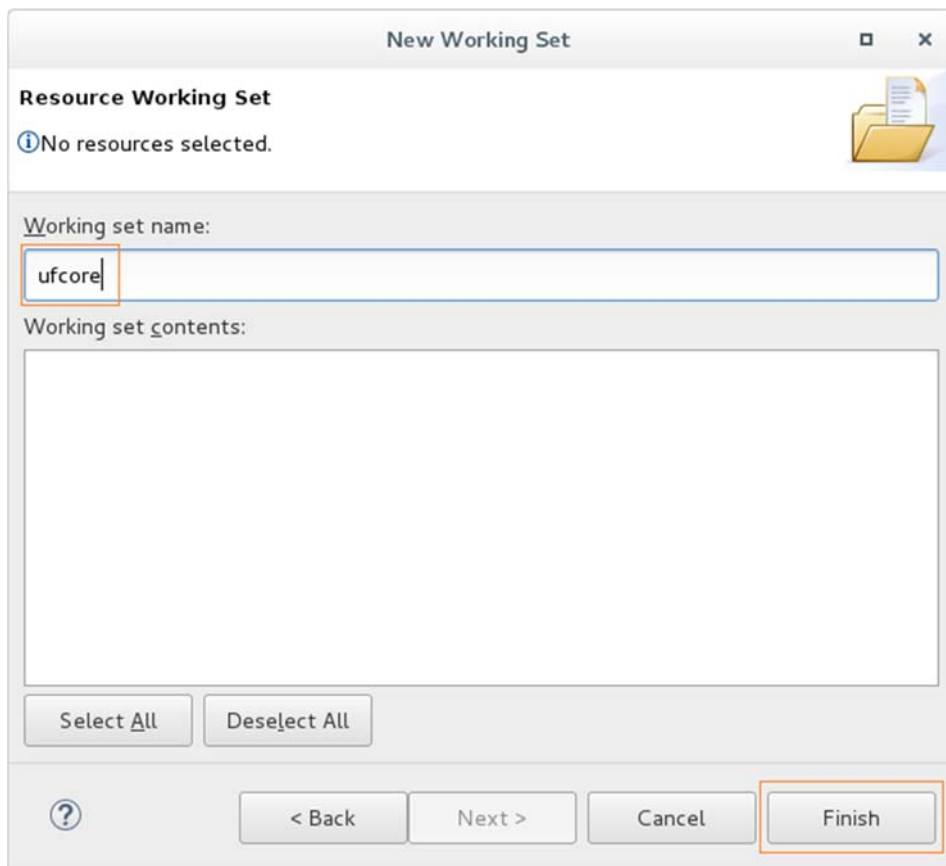 New Working Set
Resource Working Set
No resources selected.
Working set name:
ufcore
Working set contents:
Select All
Deselect All
< Back
Next >
Cancel
Finish